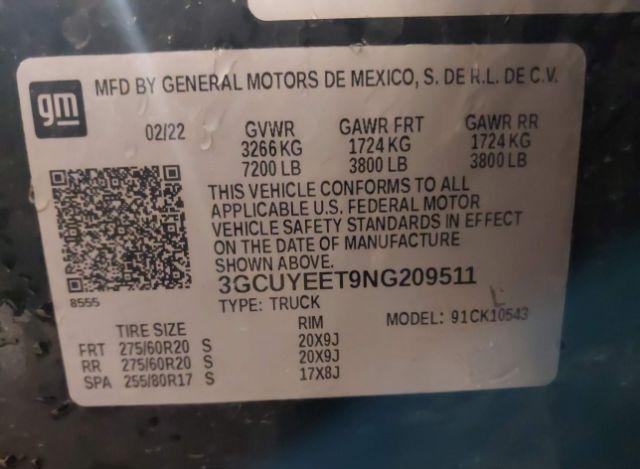 gm
MFD BY GENERAL MOTORS DE MEXICO, S. DE R.L. DE C.V.
02/22 GVWR GAWR FRT GAWR RR
3266 KG 1724 KG 1724 KG
7200 LB 3800 LB 3800 LB
THIS VEHICLE CONFORMS TO ALL
APPLICABLE U.S. FEDERAL MOTOR
VEHICLE SAFETY STANDARDS IN EFFECT
ON THE DATE OF MANUFACTURE
SHOWN ABOVE.
3GCUYEET9NG209511
8555
TYPE: TRUCK
MODEL: 91CK10543
TIRE SIZE RIM
FRT 275/60R20 S 20X9J
RR 275/60R20 S 20X9J
SPA 255/80R17 S 17X8J